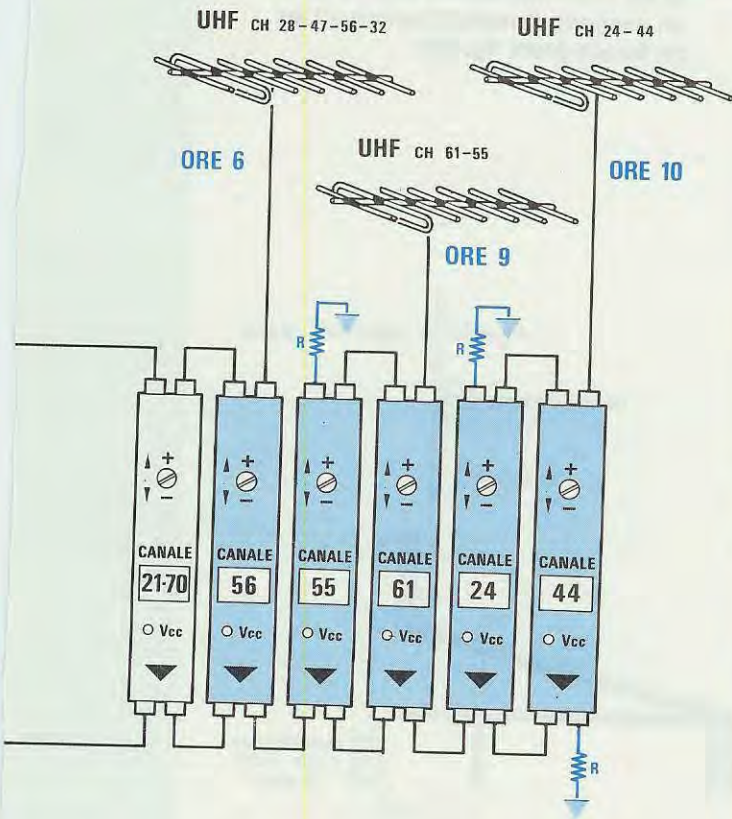 UHF CH 28-47-56-32
UHF CH 24-44
ORE 6
UHF CH 61-55
ORE 10
ORE 9
R
R
+
−
+
−
+
−
+
−
+
−
+
−
CANALE
21-70
CANALE
56
CANALE
55
CANALE
61
CANALE
24
CANALE
44
Vcc
Vcc
Vcc
Vcc
Vcc
Vcc
R